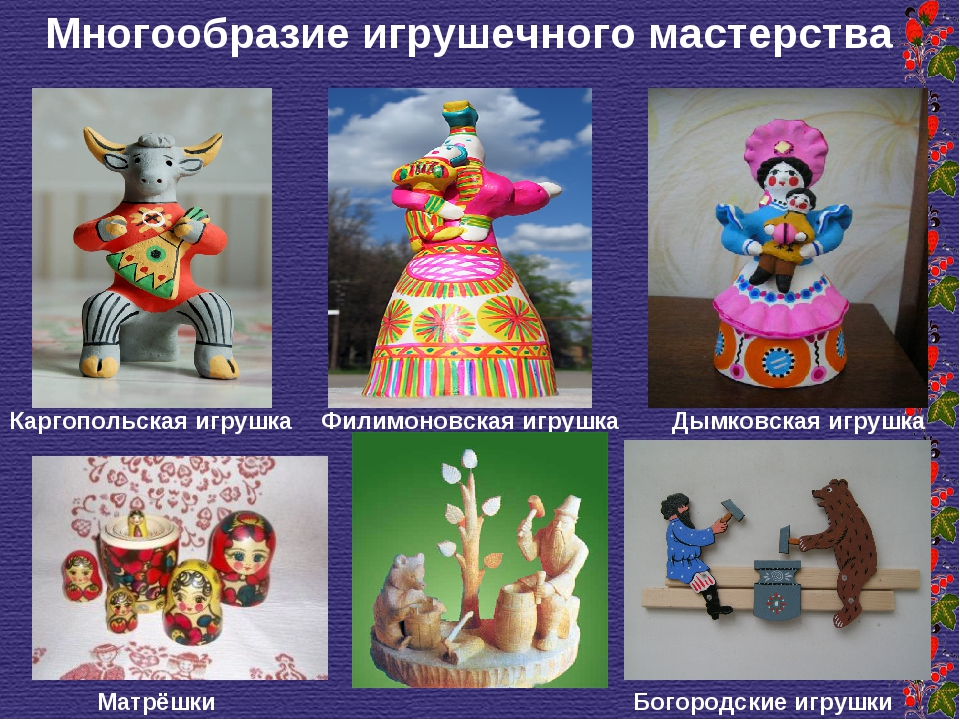 Многообразие игрушечного мастерства
Каргопольская игрушка
Филимоновская игрушка
Дымковская игрушка
Матрёшки
Богородские игрушки